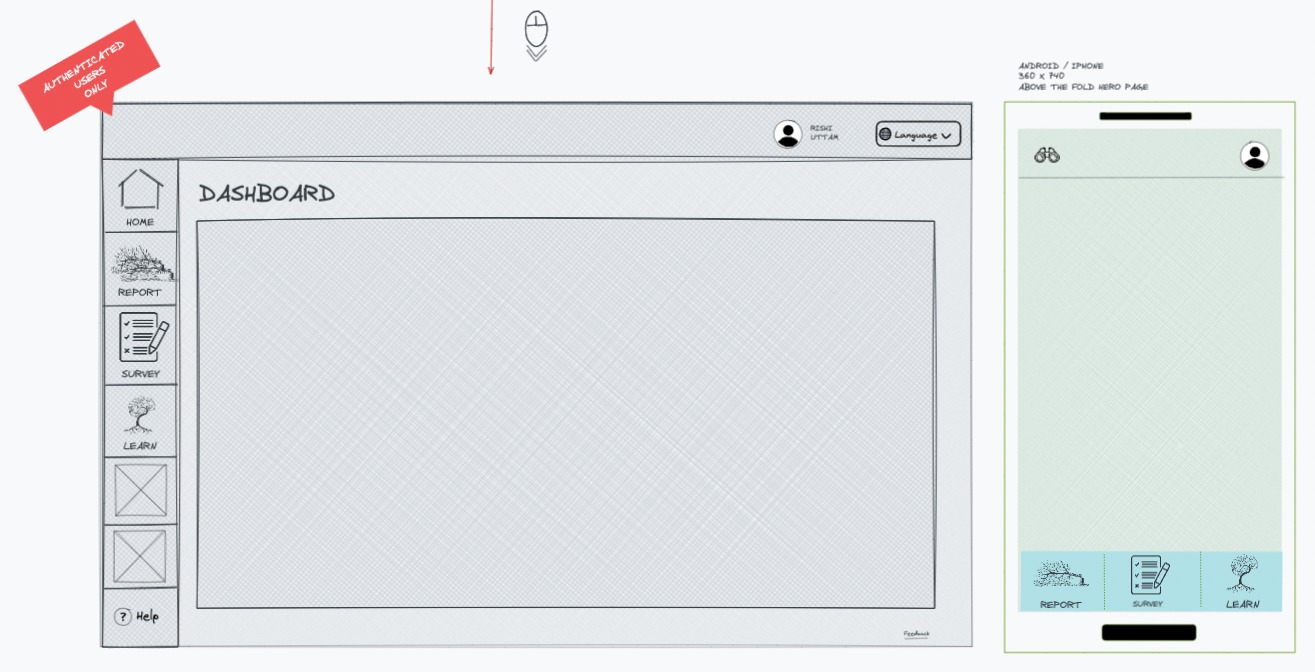 AUTHENTICATED
USERS
ONLY
ANDROID / IPHONE
360 X 740
ABOVE THE FOLD HERO PAGE
RISHI
UTTAM
Language
DASHBOARD
HOME
REPORT
SURVEY
LEARN
? Help
Feedback
REPORT
SURVEY
LEARN